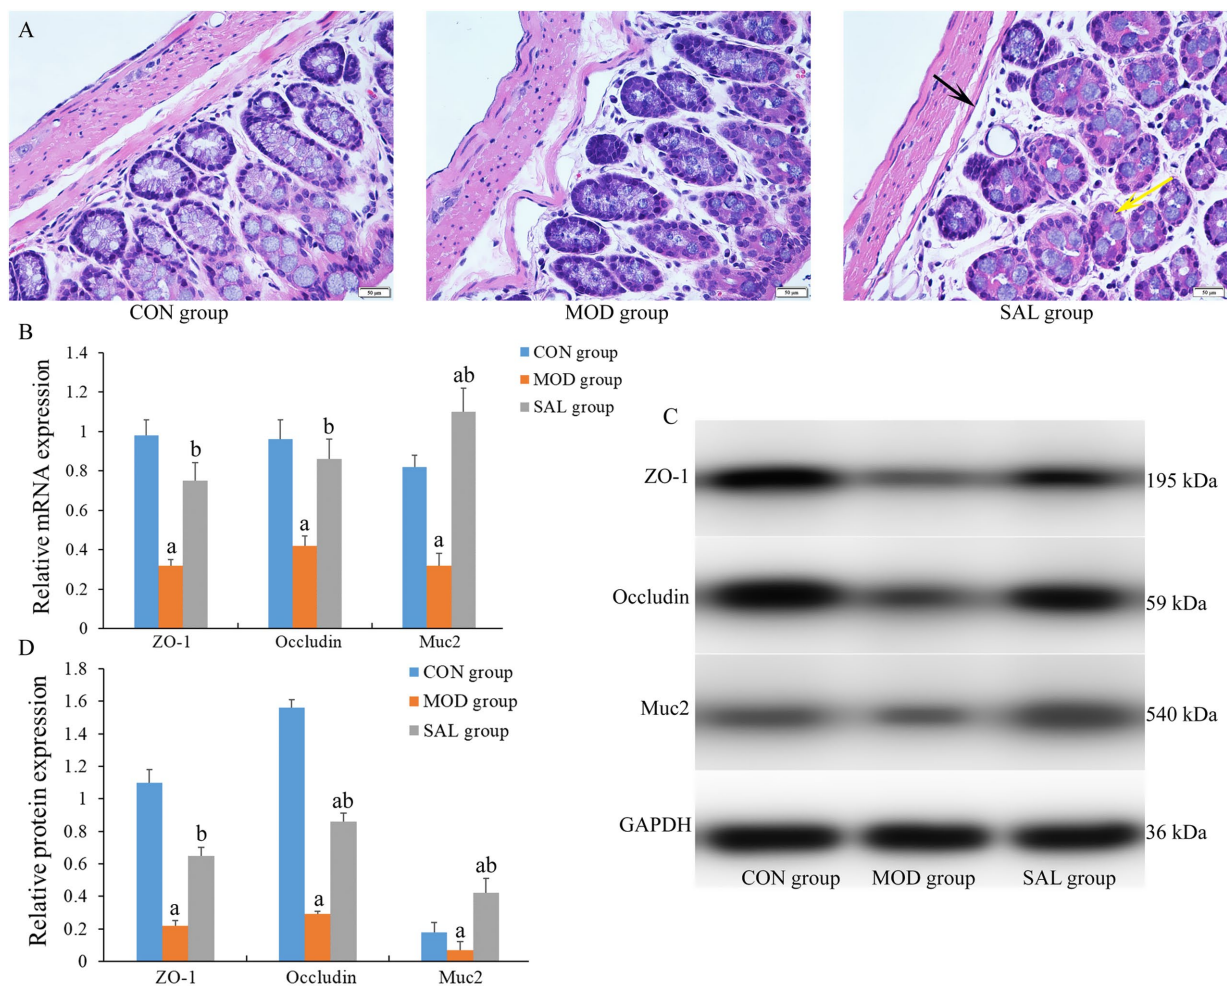 A
50 μm
50 μm
50 μm
CON group
MOD group
SAL group
B
Relative mRNA expression
1.4
1.2
1
0.8
0.6
0.4
0.2
0
a
b
a
b
a
ab
ZO-1
Occludin
Muc2
CON group
MOD group
SAL group
C
ZO-1
195 kDa
Occludin
59 kDa
Muc2
540 kDa
GAPDH
36 kDa
CON group
MOD group
SAL group
D
Relative protein expression
1.8
1.6
1.4
1.2
1
0.8
0.6
0.4
0.2
0
a
b
a
ab
a
ab
ZO-1
Occludin
Muc2
CON group
MOD group
SAL group